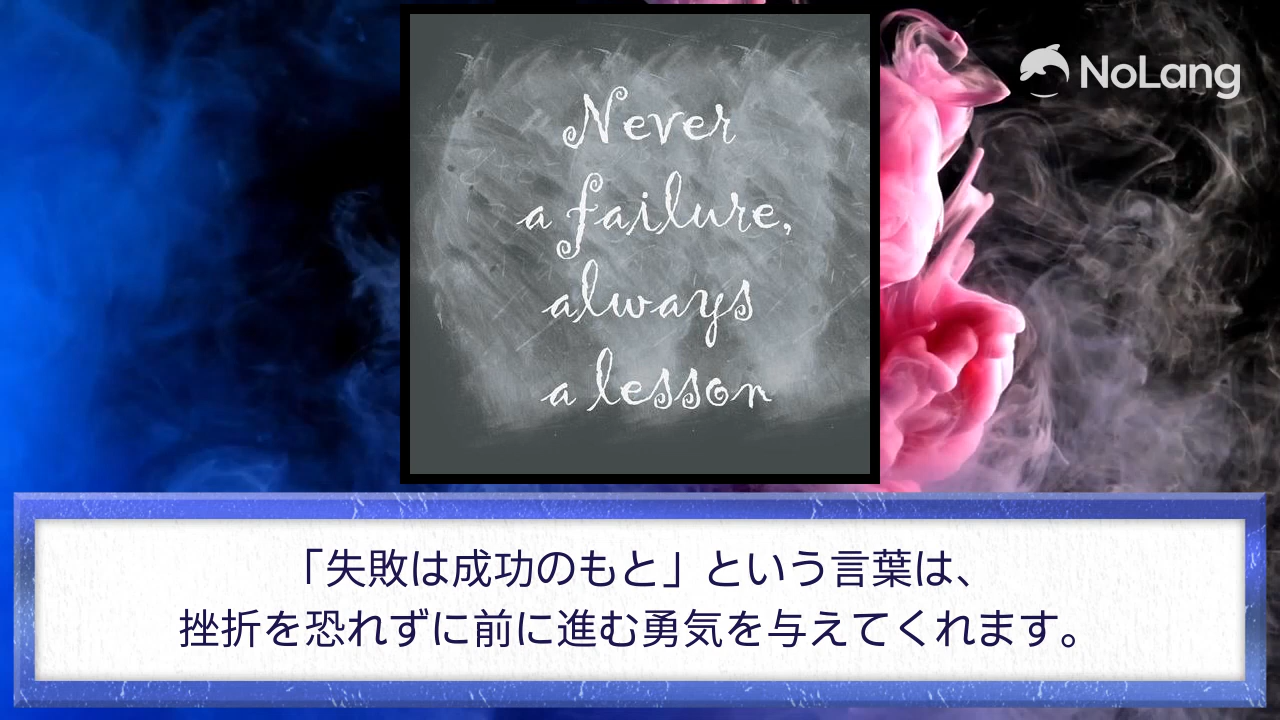 NoLang
Never
a failure,
always
a lesson
「失敗は成功のもと」という言葉は、
挫折を恐れずに前に進む勇気を与えてくれます。